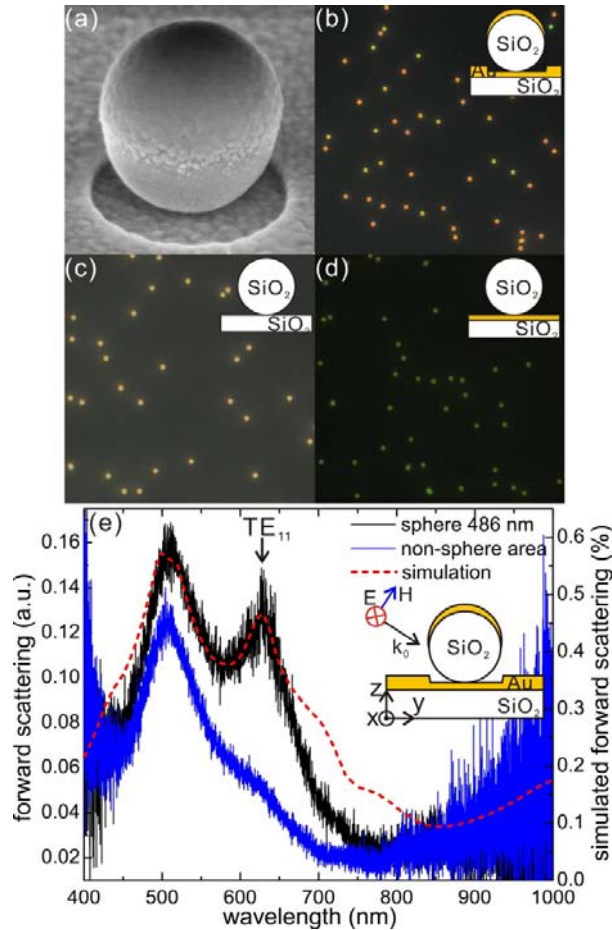 (a)
(b)
SiO2
Au
SiO2
(c)
SiO2
SiO2
(d)
SiO2
SiO2
(e)
TE11
sphere 486 nm
non-sphere area
simulation
E
H
k0
SiO2
Au
Z
SiO2
X
y
0.16
0.14
0.12
0.10
0.08
0.06
0.04
0.02
forward scattering (a.u.)
0.6
0.5
0.4
0.3
0.2
0.1
0.0
simulated forward scattering (%)
400 500 600 700 800 900 1000
wavelength (nm)